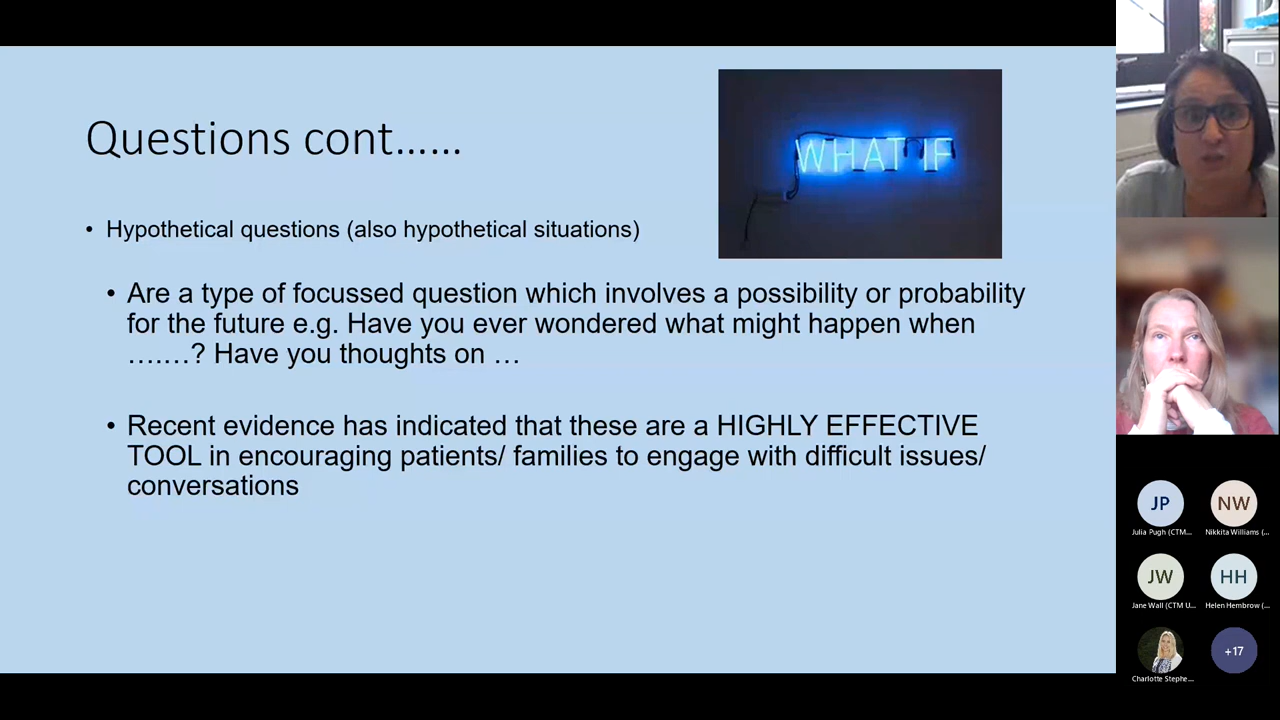 Questions cont......
WHAT IF
• Hypothetical questions (also hypothetical situations)
• Are a type of focussed question which involves a possibility or probability
for the future e.g. Have you ever wondered what might happen when
…….…? Have you thoughts on …
• Recent evidence has indicated that these are a HIGHLY EFFECTIVE
TOOL in encouraging patients/ families to engage with difficult issues/
conversations
JP
NW
Julia Pugh (CTM...
Nikkita Williams (...
JW
HH
Jane Wall (CTM U...
Helen Hembrow (...
+17
Charlotte Stephe...